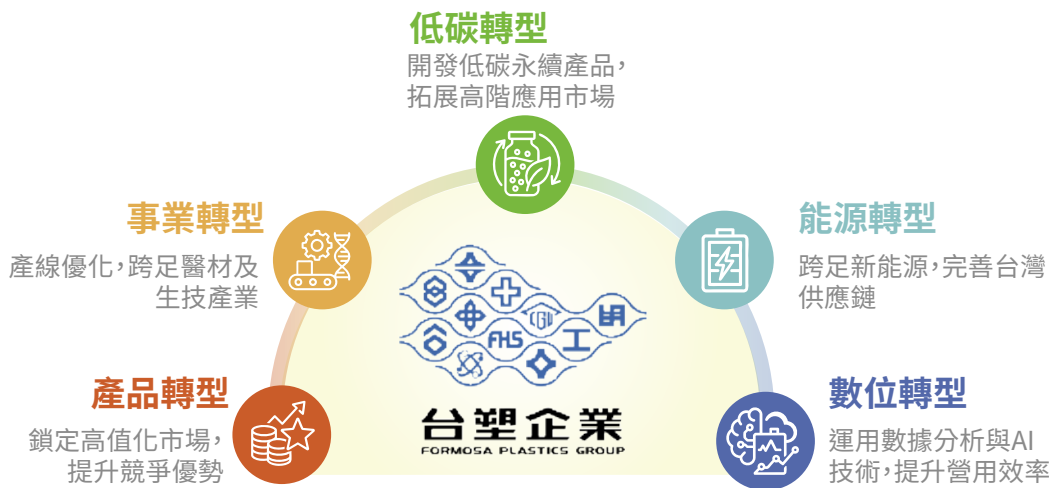 低碳轉型
開發低碳永續產品，
拓展高階應用市場
事業轉型
產線優化，跨足醫材及
生技產業
能源轉型
跨足新能源，完善台灣
供應鏈
產品轉型
鎖定高值化市場，
提升競爭優勢
數位轉型
運用數據分析與AI
技術，提升營用效率
CGU
明
FHS
工
台塑企業
FORMOSA PLASTICS GROUP